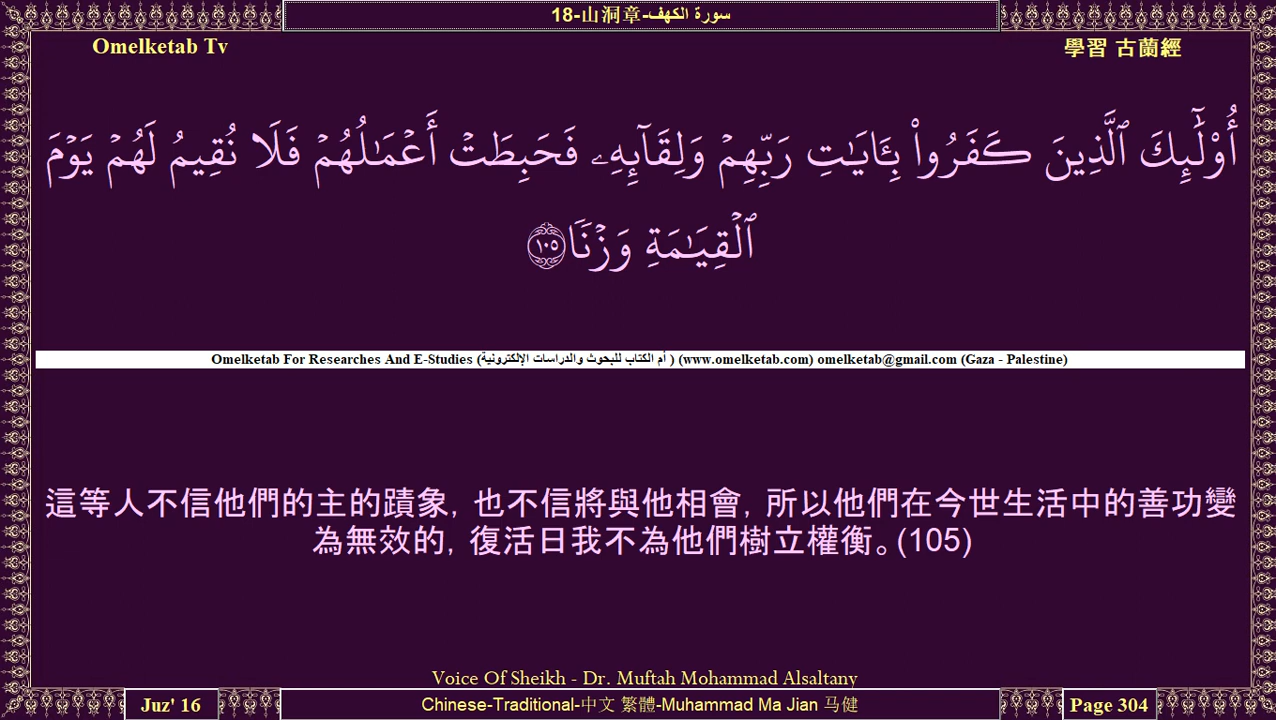 18-山洞章-سورة الكهف
Omelketab Tv
學習 古蘭經
أُوْلَٰٓئِكَ ٱلَّذِينَ كَفَرُواْ بِـَٔايَٰتِ رَبِّهِمۡ وَلِقَآئِهِۦ فَحَبِطَتۡ أَعۡمَٰلُهُمۡ فَلَا نُقِيمُ لَهُمۡ يَوۡمَ
ٱلۡقِيَٰمَةِ وَزۡنٗا ١٠٥
Omelketab For Researches And E-Studies (أم الكتاب للبحوث والدراسات الإلكترونية ) (www.omelketab.com) omelketab@gmail.com (Gaza - Palestine)
這等人不信他們的主的蹟象，也不信將與他相會，所以他們在今世生活中的善功變
為無效的，復活日我不為他們樹立權衡。(105)
Voice Of Sheikh - Dr. Muftah Mohammad Alsaltany
Juz' 16
Chinese-Traditional-中文 繁體-Muhammad Ma Jian 马健
Page 304